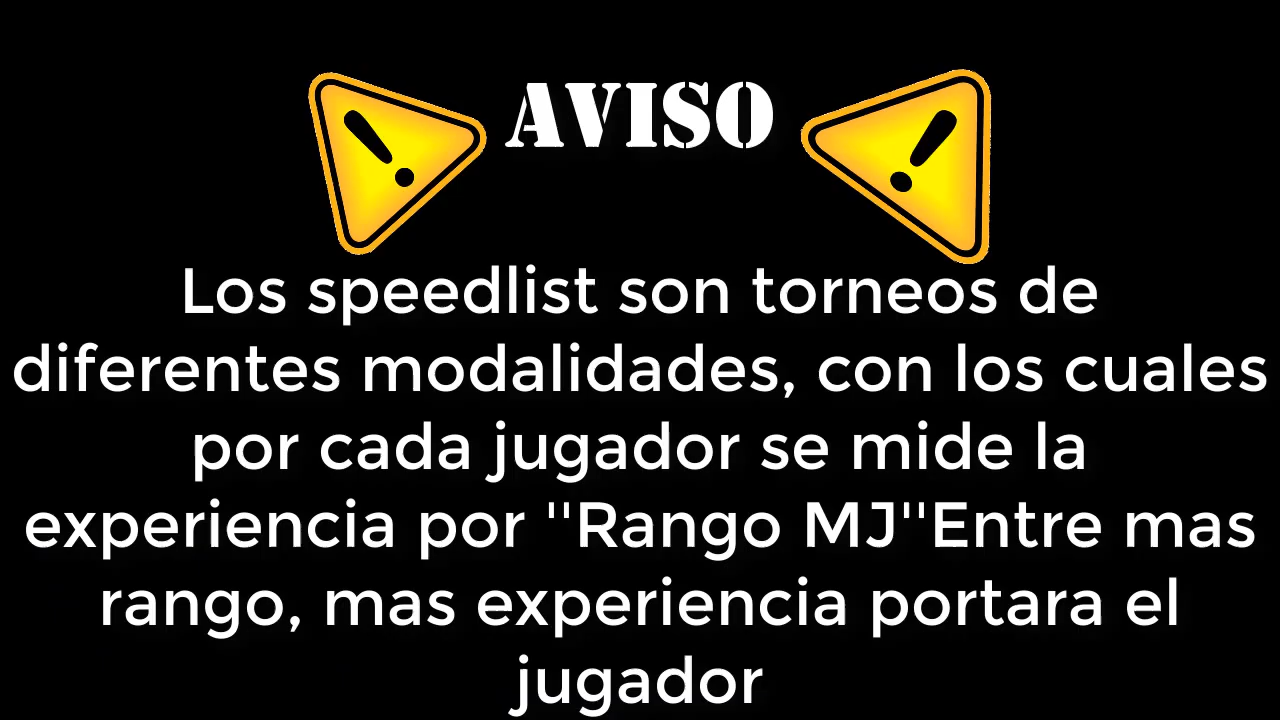 AVISO
Los speedlist son torneos de
diferentes modalidades, con los cuales
por cada jugador se mide la
experiencia por ''Rango MJ''Entre mas
rango, mas experiencia portara el
jugador